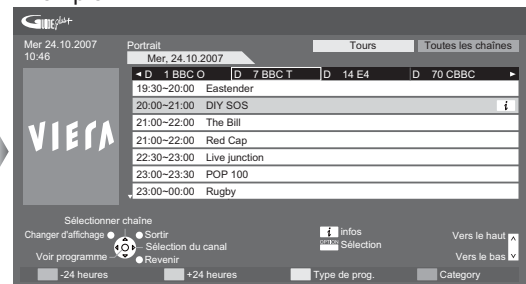 GUIDE Plus+
Mer 24.10.2007
10:46
Portrait
Mer, 24.10.2007
Tours
Toutes les chaînes
D 1 BBC O
D 7 BBC T
D 14 E4
D 70 CBBC
19:30~20:00 Eastender
20:00~21:00 DIY SOS
i
21:00~22:00 The Bill
21:00~22:00 Red Cap
22:30~23:00 Live junction
23:00~23:30 POP 100
23:00~00:00 Rugby
VIERA
Sélectionner chaîne
Changer d'affichage
Sortir
Sélection du canal
Voir programme
Revenir
i infos
Sélection
Vers le haut
Vers le bas
-24 heures
+24 heures
Type de prog.
Category